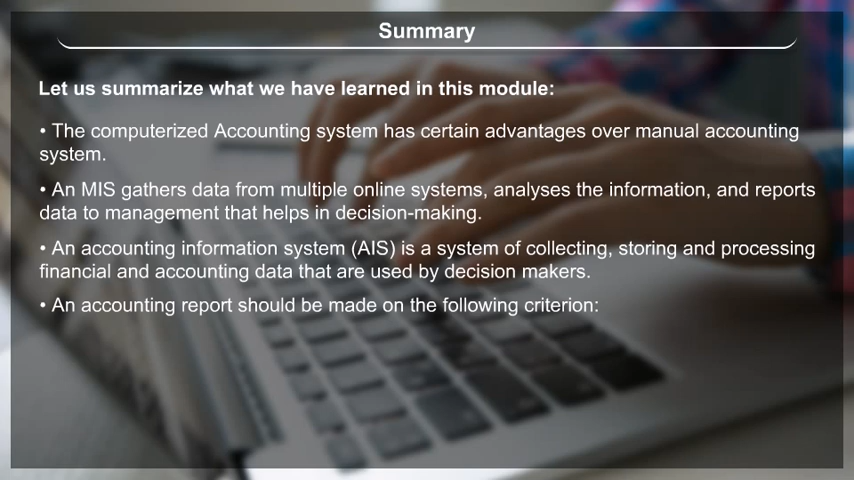 Summary
Let us summarize what we have learned in this module:
• The computerized Accounting system has certain advantages over manual accounting
system.
• An MIS gathers data from multiple online systems, analyses the information, and reports
data to management that helps in decision-making.
• An accounting information system (AIS) is a system of collecting, storing and processing
financial and accounting data that are used by decision makers.
• An accounting report should be made on the following criterion: